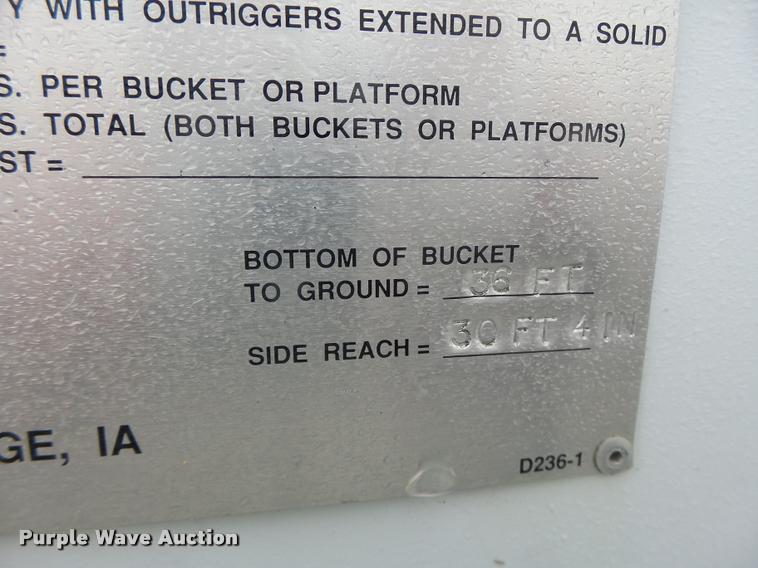 WITH OUTRIGGERS EXTENDED TO A SOLID
=
S. PER BUCKET OR PLATFORM
S. TOTAL (BOTH BUCKETS OR PLATFORMS)
ST =
BOTTOM OF BUCKET
TO GROUND = 36 FT
SIDE REACH = 30 FT 4 IN
GE, IA
D236-1
Purple Wave Auction